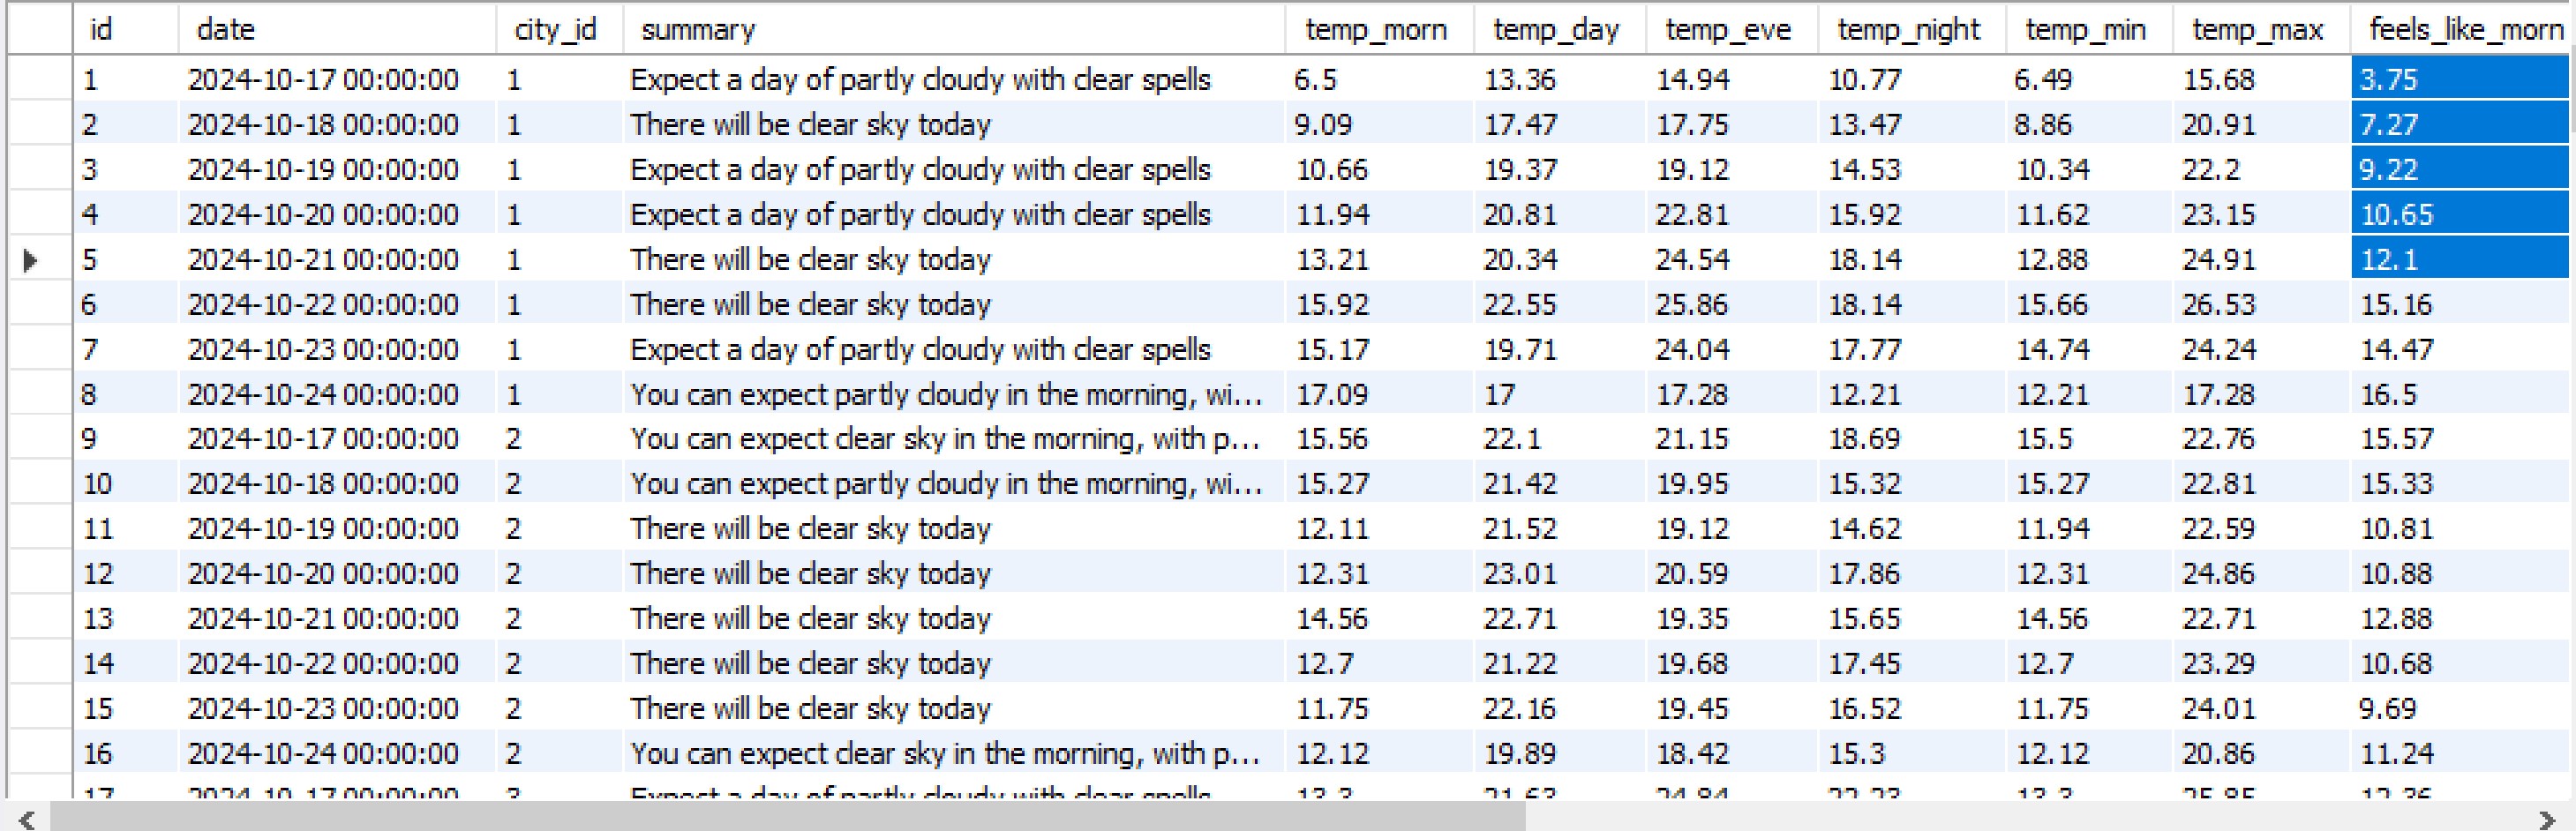 id date city_id summary temp_morn temp_day temp_eve temp_night temp_min temp_max feels_like_morn
1 2024-10-17 00:00:00 1 Expect a day of partly cloudy with clear spells 6.5 13.36 14.94 10.77 6.49 15.68 3.75
2 2024-10-18 00:00:00 1 There will be clear sky today 9.09 17.47 17.75 13.47 8.86 20.91 7.27
3 2024-10-19 00:00:00 1 Expect a day of partly cloudy with clear spells 10.66 19.37 19.12 14.53 10.34 22.2 9.22
4 2024-10-20 00:00:00 1 Expect a day of partly cloudy with clear spells 11.94 20.81 22.81 15.92 11.62 23.15 10.65
5 2024-10-21 00:00:00 1 There will be clear sky today 13.21 20.34 24.54 18.14 12.88 24.91 12.1
6 2024-10-22 00:00:00 1 There will be clear sky today 15.92 22.55 25.86 18.14 15.66 26.53 15.16
7 2024-10-23 00:00:00 1 Expect a day of partly cloudy with clear spells 15.17 19.71 24.04 17.77 14.74 24.24 14.47
8 2024-10-24 00:00:00 1 You can expect partly cloudy in the morning, wi... 17.09 17 17.28 12.21 12.21 17.28 16.5
9 2024-10-17 00:00:00 2 You can expect clear sky in the morning, with p... 15.56 22.1 21.15 18.69 15.5 22.76 15.57
10 2024-10-18 00:00:00 2 You can expect partly cloudy in the morning, wi... 15.27 21.42 19.95 15.32 15.27 22.81 15.33
11 2024-10-19 00:00:00 2 There will be clear sky today 12.11 21.52 19.12 14.62 11.94 22.59 10.81
12 2024-10-20 00:00:00 2 There will be clear sky today 12.31 23.01 20.59 17.86 12.31 24.86 10.88
13 2024-10-21 00:00:00 2 There will be clear sky today 14.56 22.71 19.35 15.65 14.56 22.71 12.88
14 2024-10-22 00:00:00 2 There will be clear sky today 12.7 21.22 19.68 17.45 12.7 23.29 10.68
15 2024-10-23 00:00:00 2 There will be clear sky today 11.75 22.16 19.45 16.52 11.75 24.01 9.69
16 2024-10-24 00:00:00 2 You can expect clear sky in the morning, with p... 12.12 19.89 18.42 15.3 12.12 20.86 11.24
17 2024-10-17 00:00:00 Expect a day of partly cloudy with clear spells